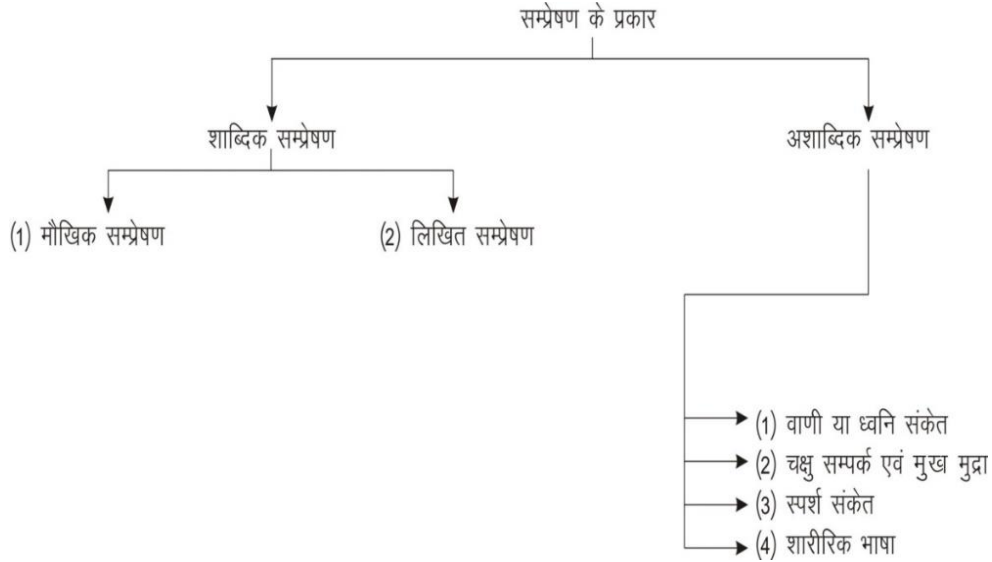 सम्प्रेषण के प्रकार
शाब्दिक सम्प्रेषण
अशाब्दिक सम्प्रेषण
(1) मौखिक सम्प्रेषण
(2) लिखित सम्प्रेषण
(1) वाणी या ध्वनि संकेत
(2) चक्षु सम्पर्क एवं मुख मुद्रा
(3) स्पर्श संकेत
(4) शारीरिक भाषा